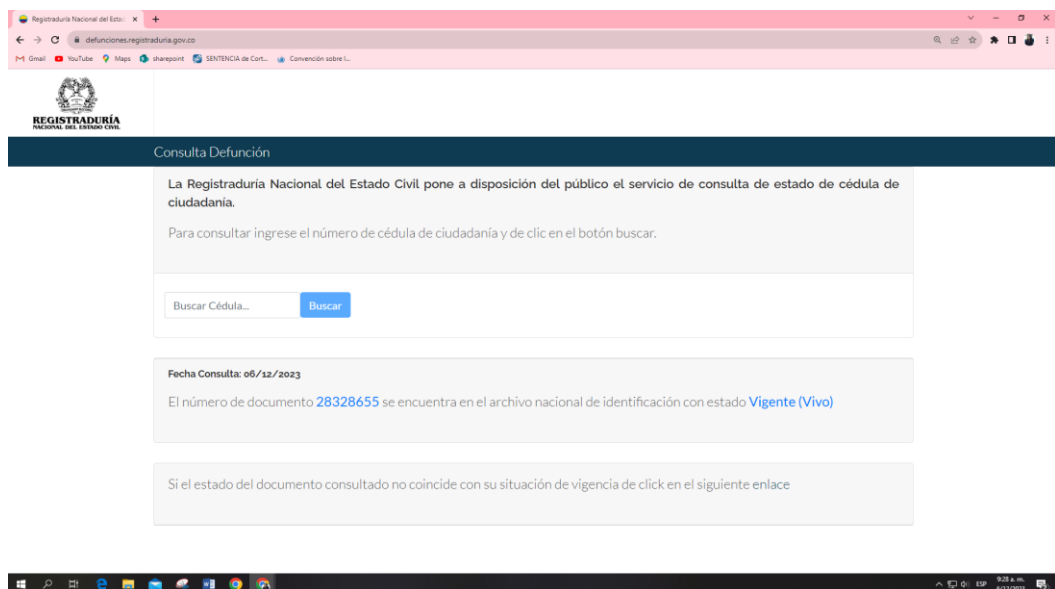 Registraduría Nacional del Esta
defunciones.registraduria.gov.co
Gmail YouTube Maps sharepoint SENTENCIA de Cort... Convención sobre l...
REGISTRADURÍA
NACIONAL DEL ESTADO CIVIL
Consulta Defunción
La Registraduría Nacional del Estado Civil pone a disposición del público el servicio de consulta de estado de cédula de
ciudadanía.
Para consultar ingrese el número de cédula de ciudadanía y de clic en el botón buscar.
Buscar Cédula... Buscar
Fecha Consulta: 06/12/2023
El número de documento 28328655 se encuentra en el archivo nacional de identificación con estado Vigente (Vivo)
Si el estado del documento consultado no coincide con su situación de vigencia de click en el siguiente enlace
ESP 9:28 a. m.
6/12/2023